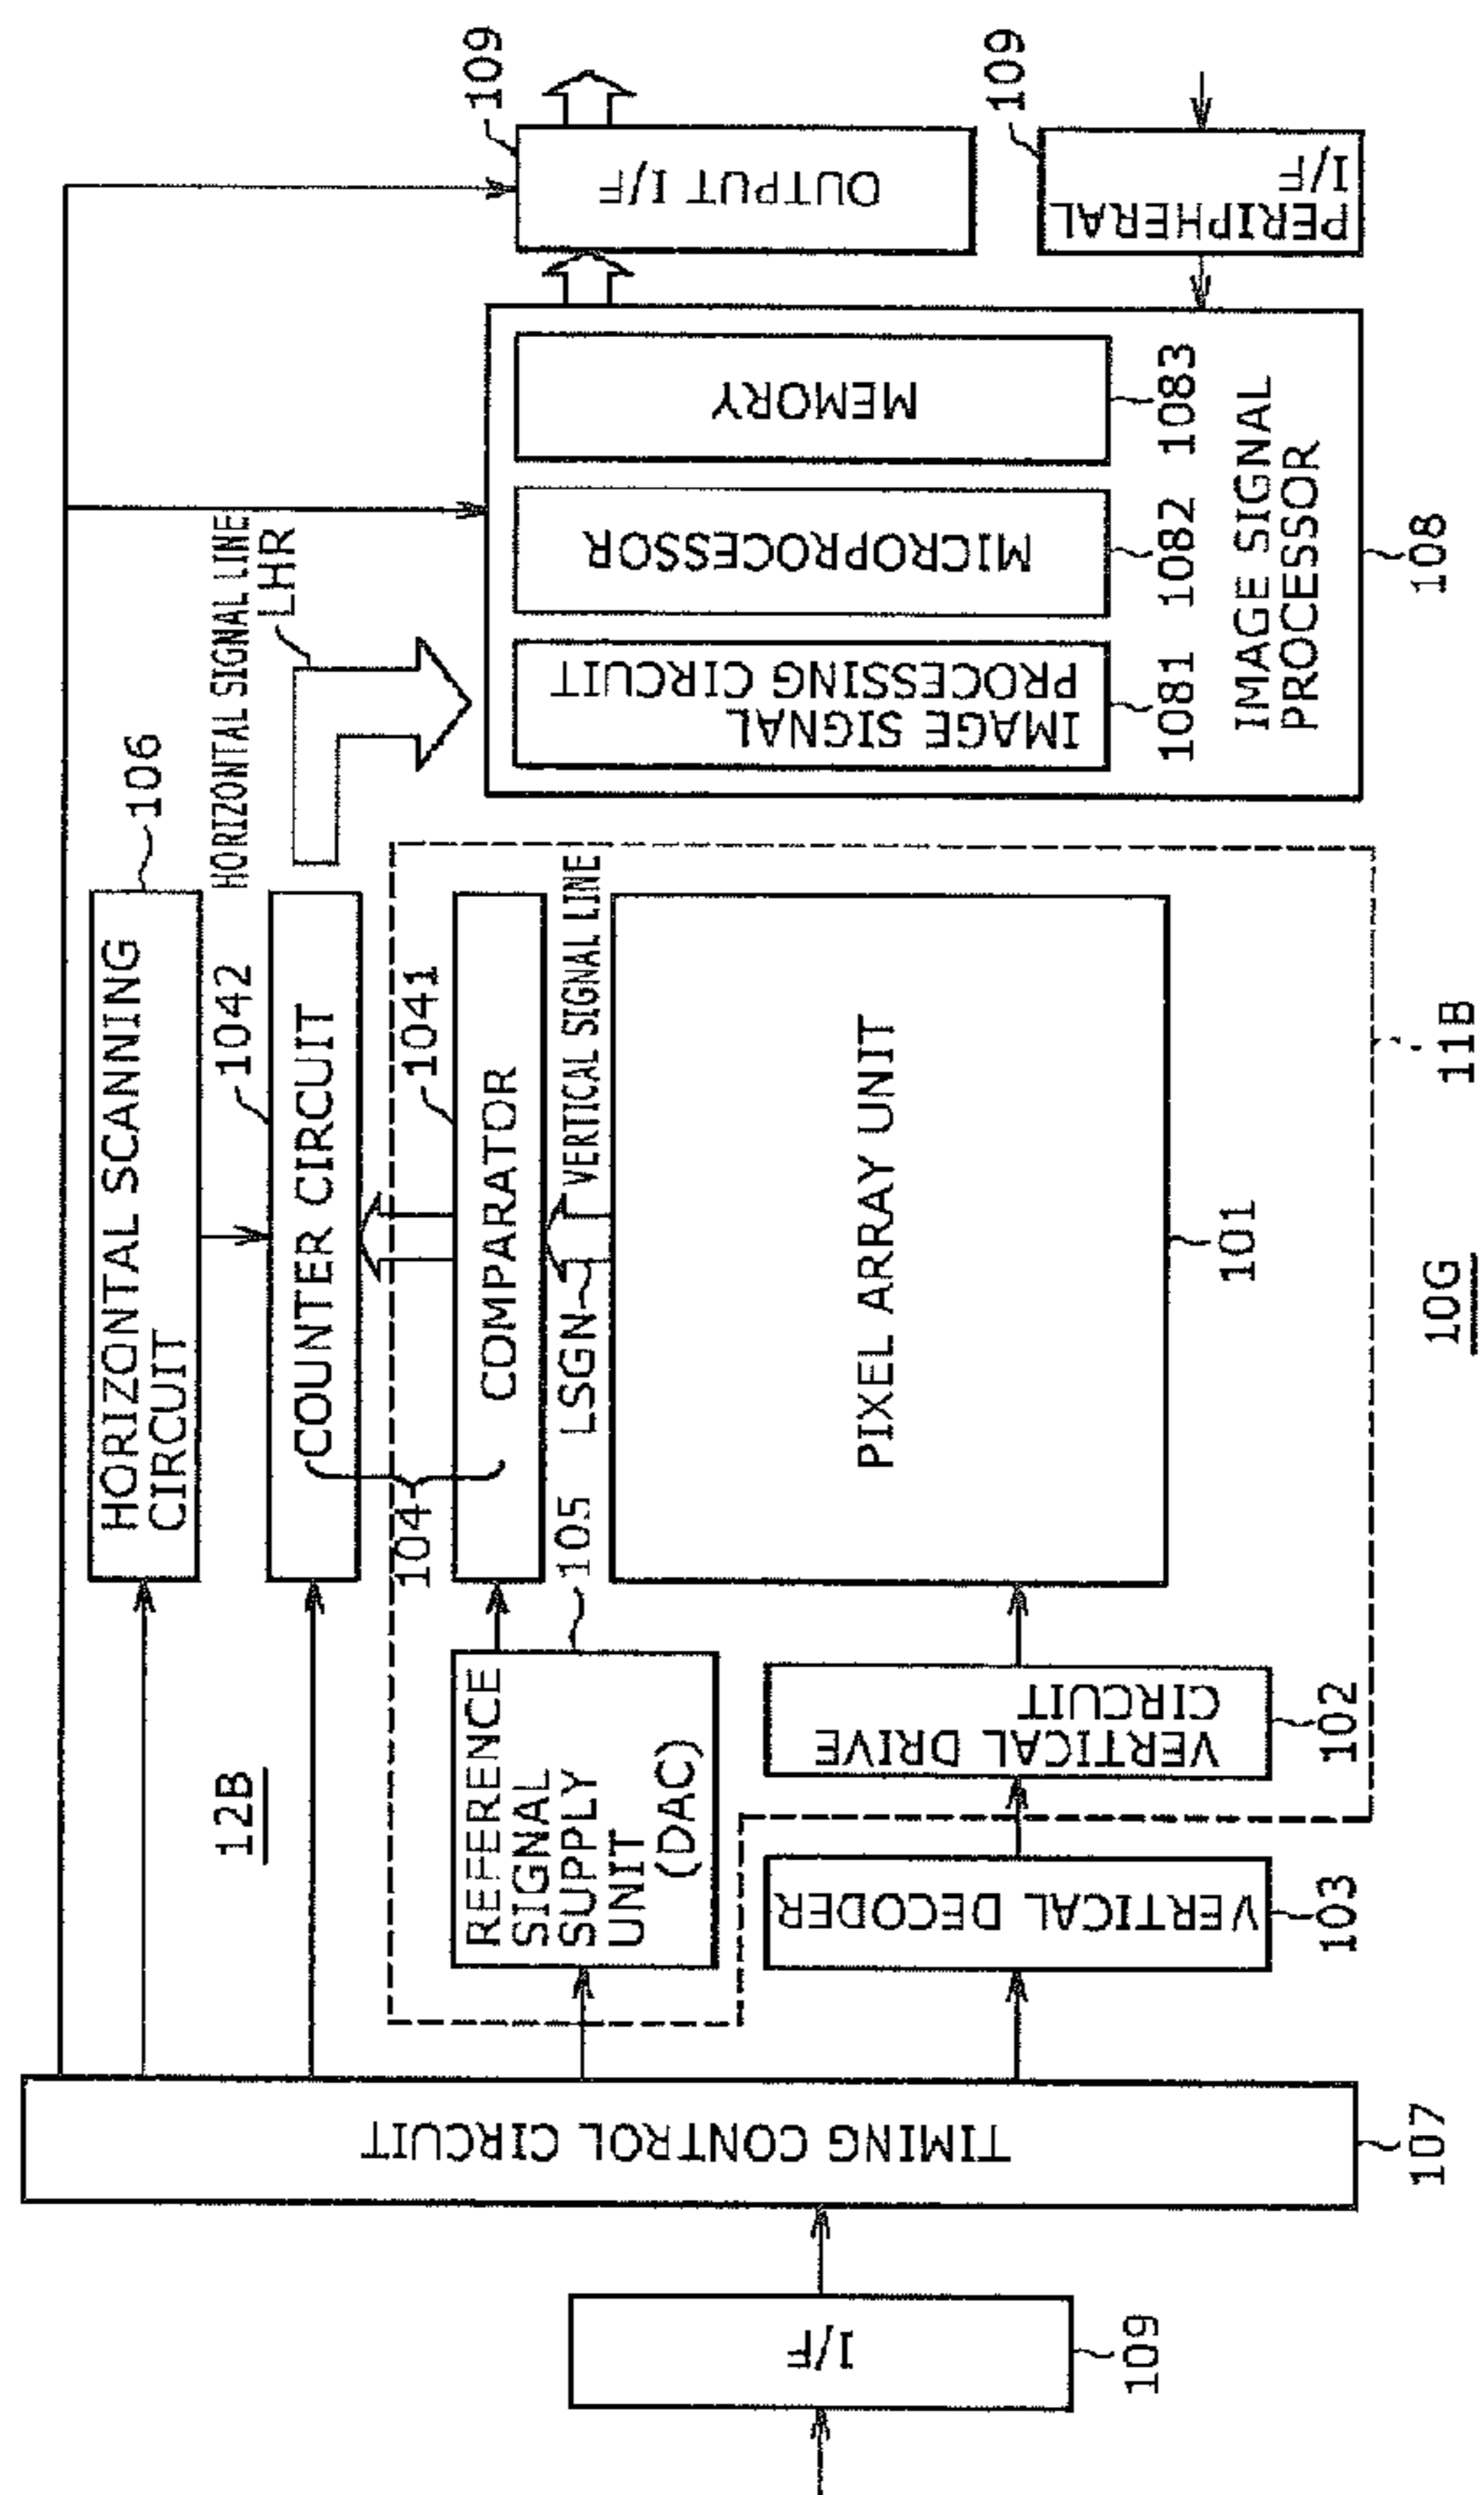 HORIZONTAL SCANNING
CIRCUIT
106
HORIZONTAL SIGNAL LINE
LHR
12B
1042
COUNTER CIRCUIT
104
1041
COMPARATOR
105
LSGN
VERTICAL SIGNAL LINE
REFERENCE
SIGNAL
SUPPLY
UNIT
(DAC)
PIXEL ARRAY UNIT
101
VERTICAL DRIVE
CIRCUIT
102
VERTICAL DECODER
103
TIMING CONTROL CIRCUIT
107
I/F
109
IMAGE SIGNAL
PROCESSING CIRCUIT
1081
MICROPROCESSOR
1082
MEMORY
1083
IMAGE SIGNAL
PROCESSOR
108
109
OUTPUT I/F
109
PERIPHERAL
I/F
11B
10G